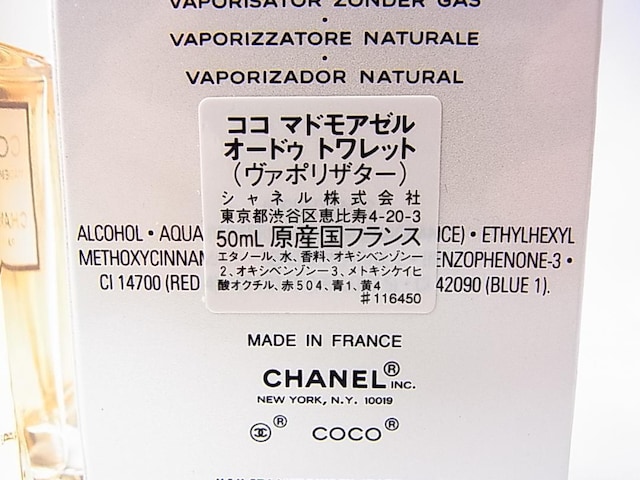 VAPORISATOR ZONDER GAS
•
VAPORIZZATORE NATURALE
•
VAPORIZADOR NATURAL
ココ マドモアゼル
オードゥ トワレット
（ヴァポリザター）
シャネル株式会社
東京都渋谷区恵比寿4-20-3
50mL 原産国フランス
エタノール、水、香料、オキシベンゾン－
2、オキシベンゾン－3、メトキシケイヒ
酸オクチル、赤504、青1、黄4
#116450
ALCOHOL • AQUA CE) • ETHYLHEXYL
METHOXYCINNAM ENZOPHENONE-3 •
CI 14700 (RED 42090 (BLUE 1).
MADE IN FRANCE
CHANEL® INC.
NEW YORK, N.Y. 10019
® COCO®